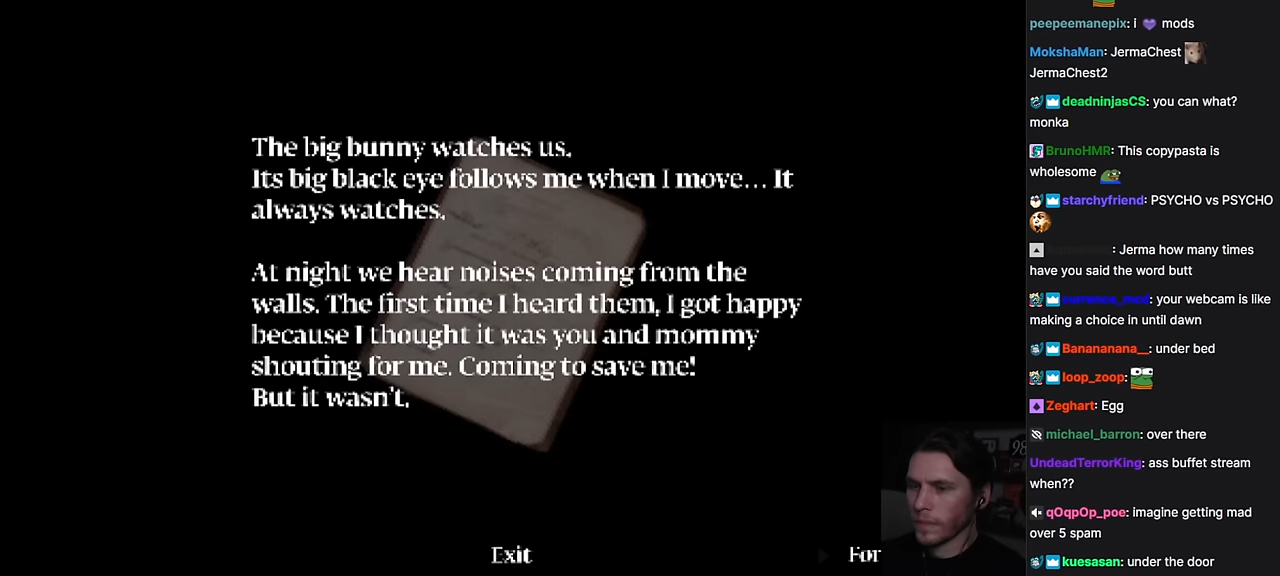 The big bunny watches us.
Its big black eye follows me when I move... It
always watches.
At night we hear noises coming from the
walls. The first time I heard them, I got happy
because I thought it was you and mommy
shouting for me. Coming to save me!
But it wasn't.
Exit
For
98
peepeemanepix: i 💜 mods
MokshaMan: JermaChest
JermaChest2
deadninjasCS: you can what?
monka
BrunoHMR: This copypasta is
wholesome
starchyfriend: PSYCHO vs PSYCHO
: Jerma how many times
have you said the word butt
: your webcam is like
making a choice in until dawn
Banananana__: under bed
loop_zoop:
Zeghart: Egg
michael_barron: over there
UndeadTerrorKing: ass buffet stream
when??
qOqpOp_poe: imagine getting mad
over 5 spam
kuesasan: under the door